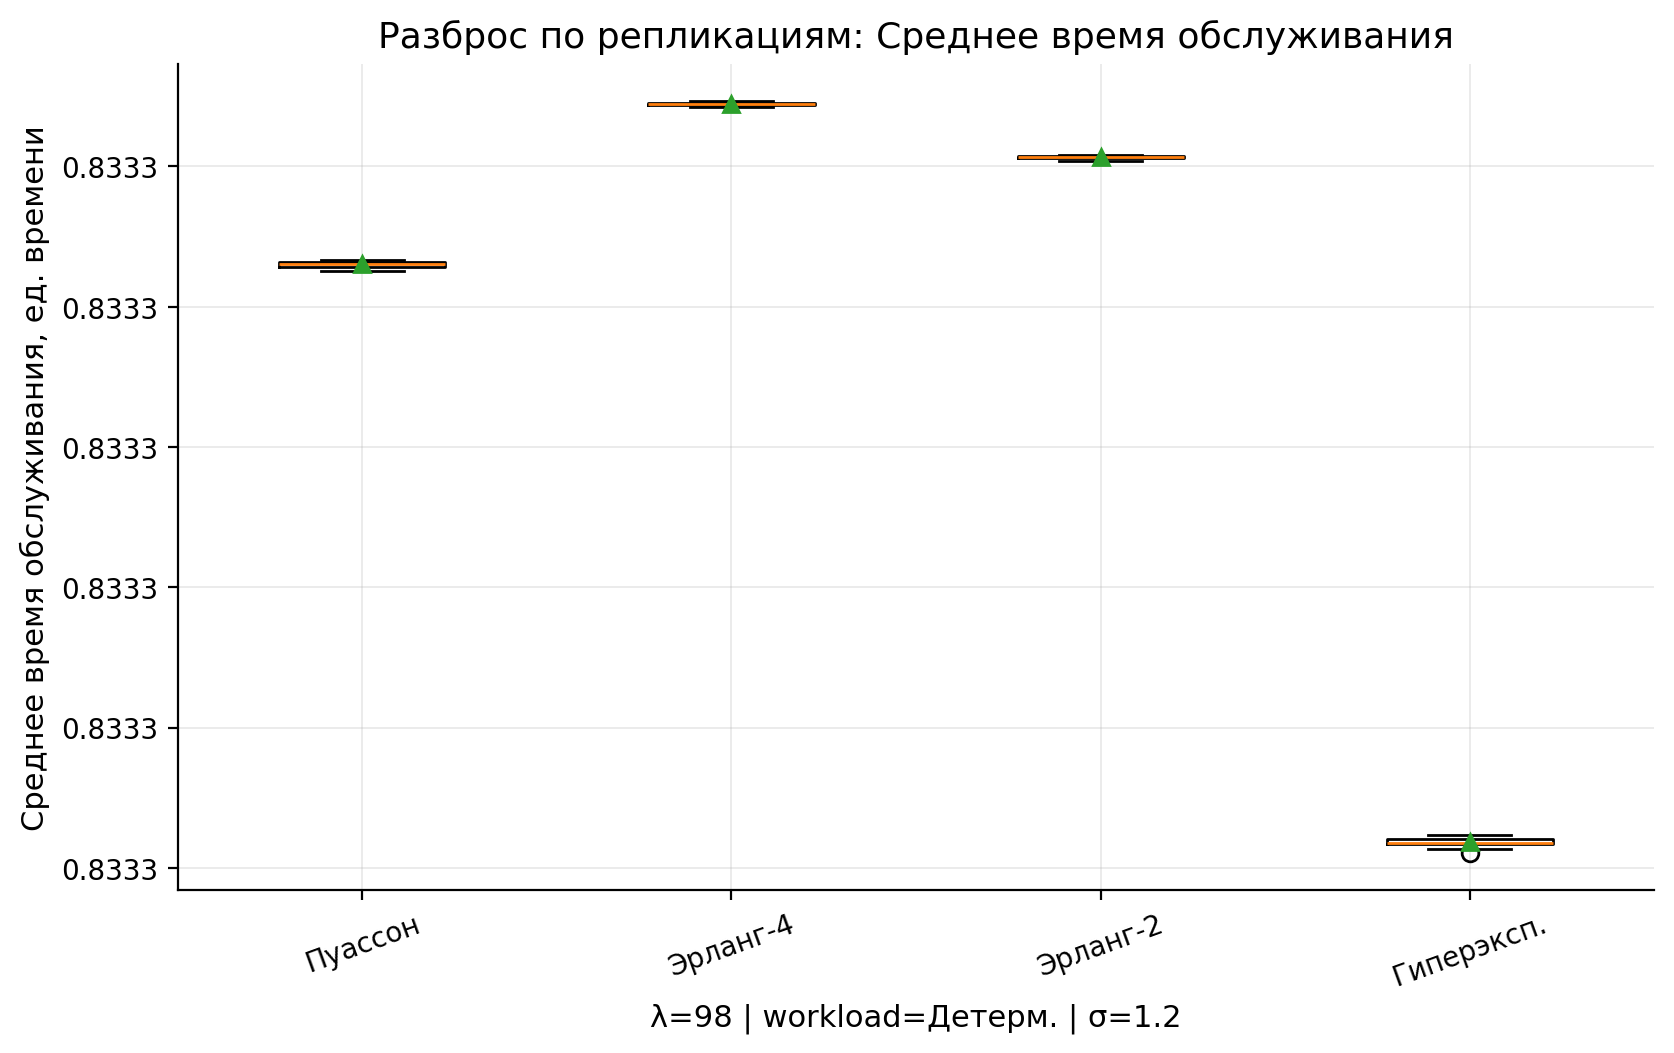 Разброс по репликациям: Среднее время обслуживания
Среднее время обслуживания, ед. времени
0.8333
0.8333
0.8333
0.8333
0.8333
0.8333
Пуассон
Эрланг-4
Эрланг-2
Гиперэксп.
λ=98 | workload=Детерм. | σ=1.2